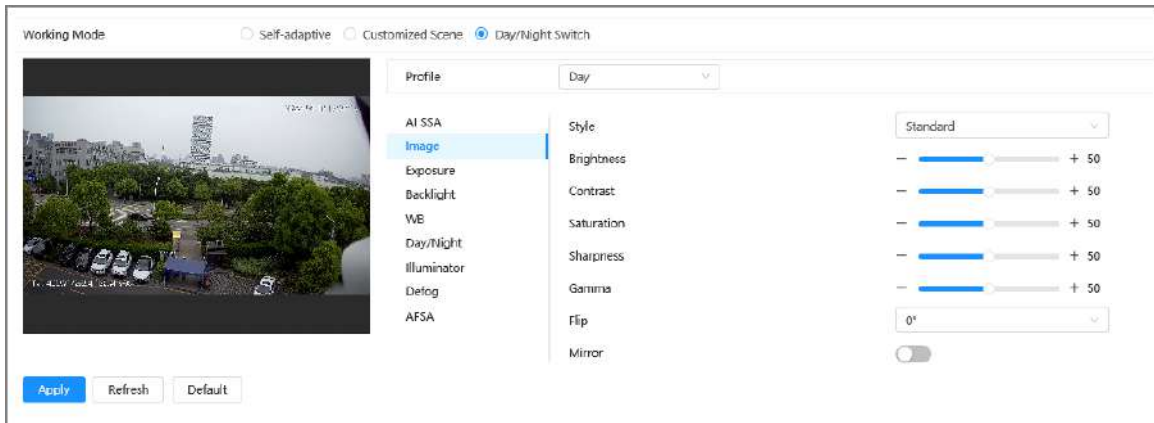 Working Mode Self-adaptive Customized Scene Day/Night Switch
Profile Day
AI SSA
Image
Exposure
Backlight
WB
Day/Night
Illuminator
Defog
AFSA
Style Standard
Brightness - + 50
Contrast - + 50
Saturation - + 50
Sharpness - + 50
Gamma - + 50
Flip 0°
Mirror
Apply Refresh Default